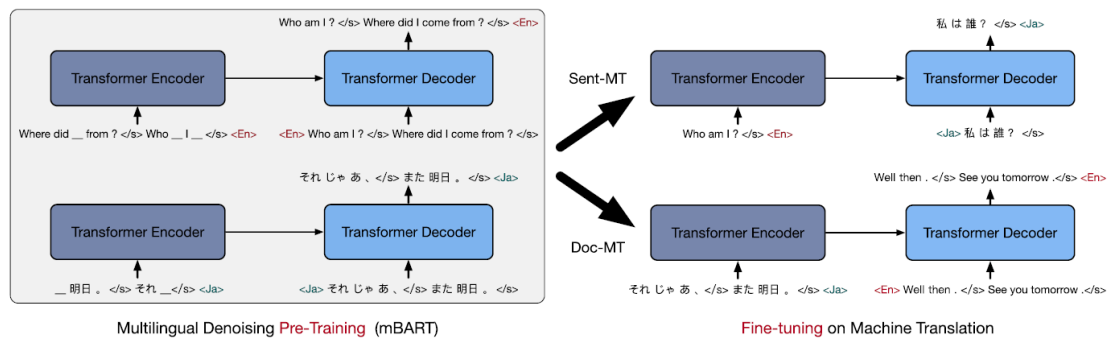 Who am I ? </s> Where did I come from ? </s> <En>
Transformer Encoder
Transformer Decoder
Where did __ from ? </s> Who __ I __ </s> <En>
<En> Who am I ? </s> Where did I come from ? </s>
それ じゃ あ 、 </s> また 明日 。 </s> <Ja>
Transformer Encoder
Transformer Decoder
__ 明日 。 </s> それ __ </s> <Ja>
<Ja> それ じゃ あ 、 </s> また 明日 。 </s>
Multilingual Denoising Pre-Training (mBART)
Sent-MT
Doc-MT
私 は 誰 ? </s> <Ja>
Transformer Encoder
Transformer Decoder
Who am I ? </s> <En>
<Ja> 私 は 誰 ? </s>
Well then . </s> See you tomorrow .</s> <En>
Transformer Encoder
Transformer Decoder
それ じゃ あ 、 </s> また 明日 。 </s> <Ja>
<En> Well then . </s> See you tomorrow .</s>
Fine-tuning on Machine Translation